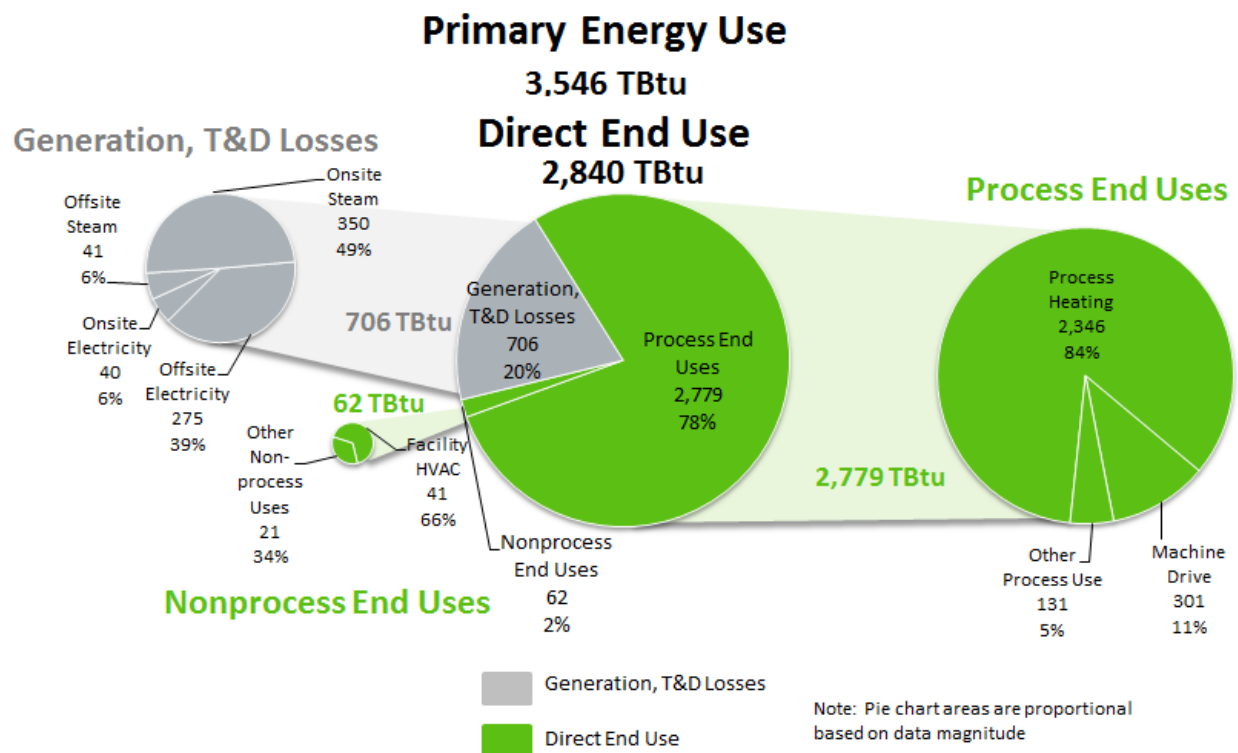 Primary Energy Use
3,546 TBtu
Generation, T&D Losses
Direct End Use
2,840 TBtu
Process End Uses
Onsite
Steam
350
49%
Offsite
Steam
41
6%
Onsite
Electricity
40
6%
Offsite
Electricity
275
39%
706 TBtu
Generation,
T&D Losses
706
20%
Process End
Uses
2,779
78%
Process
Heating
2,346
84%
62 TBtu
Other
Non-
process
Uses
21
34%
Facility
HVAC
41
66%
2,779 TBtu
Nonprocess
End Uses
62
2%
Other
Process Use
131
5%
Machine
Drive
301
11%
Nonprocess End Uses
Generation, T&D Losses
Direct End Use
Note: Pie chart areas are proportional
based on data magnitude